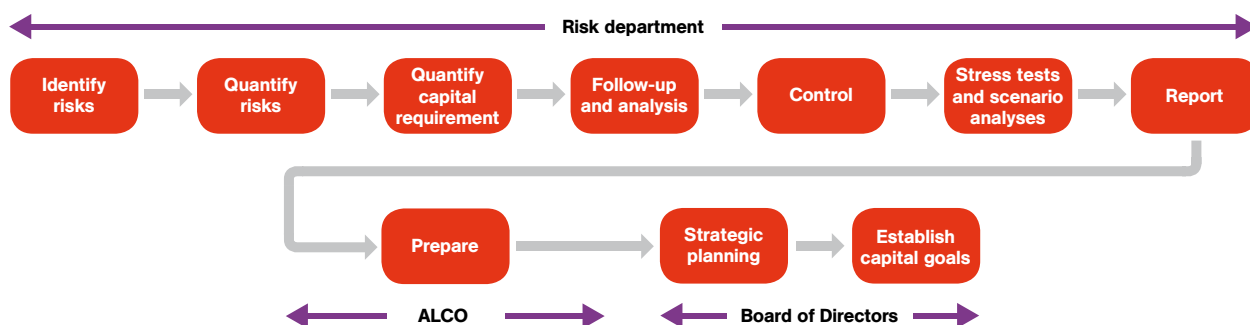 Risk department
Identify
risks
Quantify
risks
Quantify
capital
requirement
Follow-up
and analysis
Control
Stress tests
and scenario
analyses
Report
Prepare
Strategic
planning
Establish
capital goals
ALCO
Board of Directors